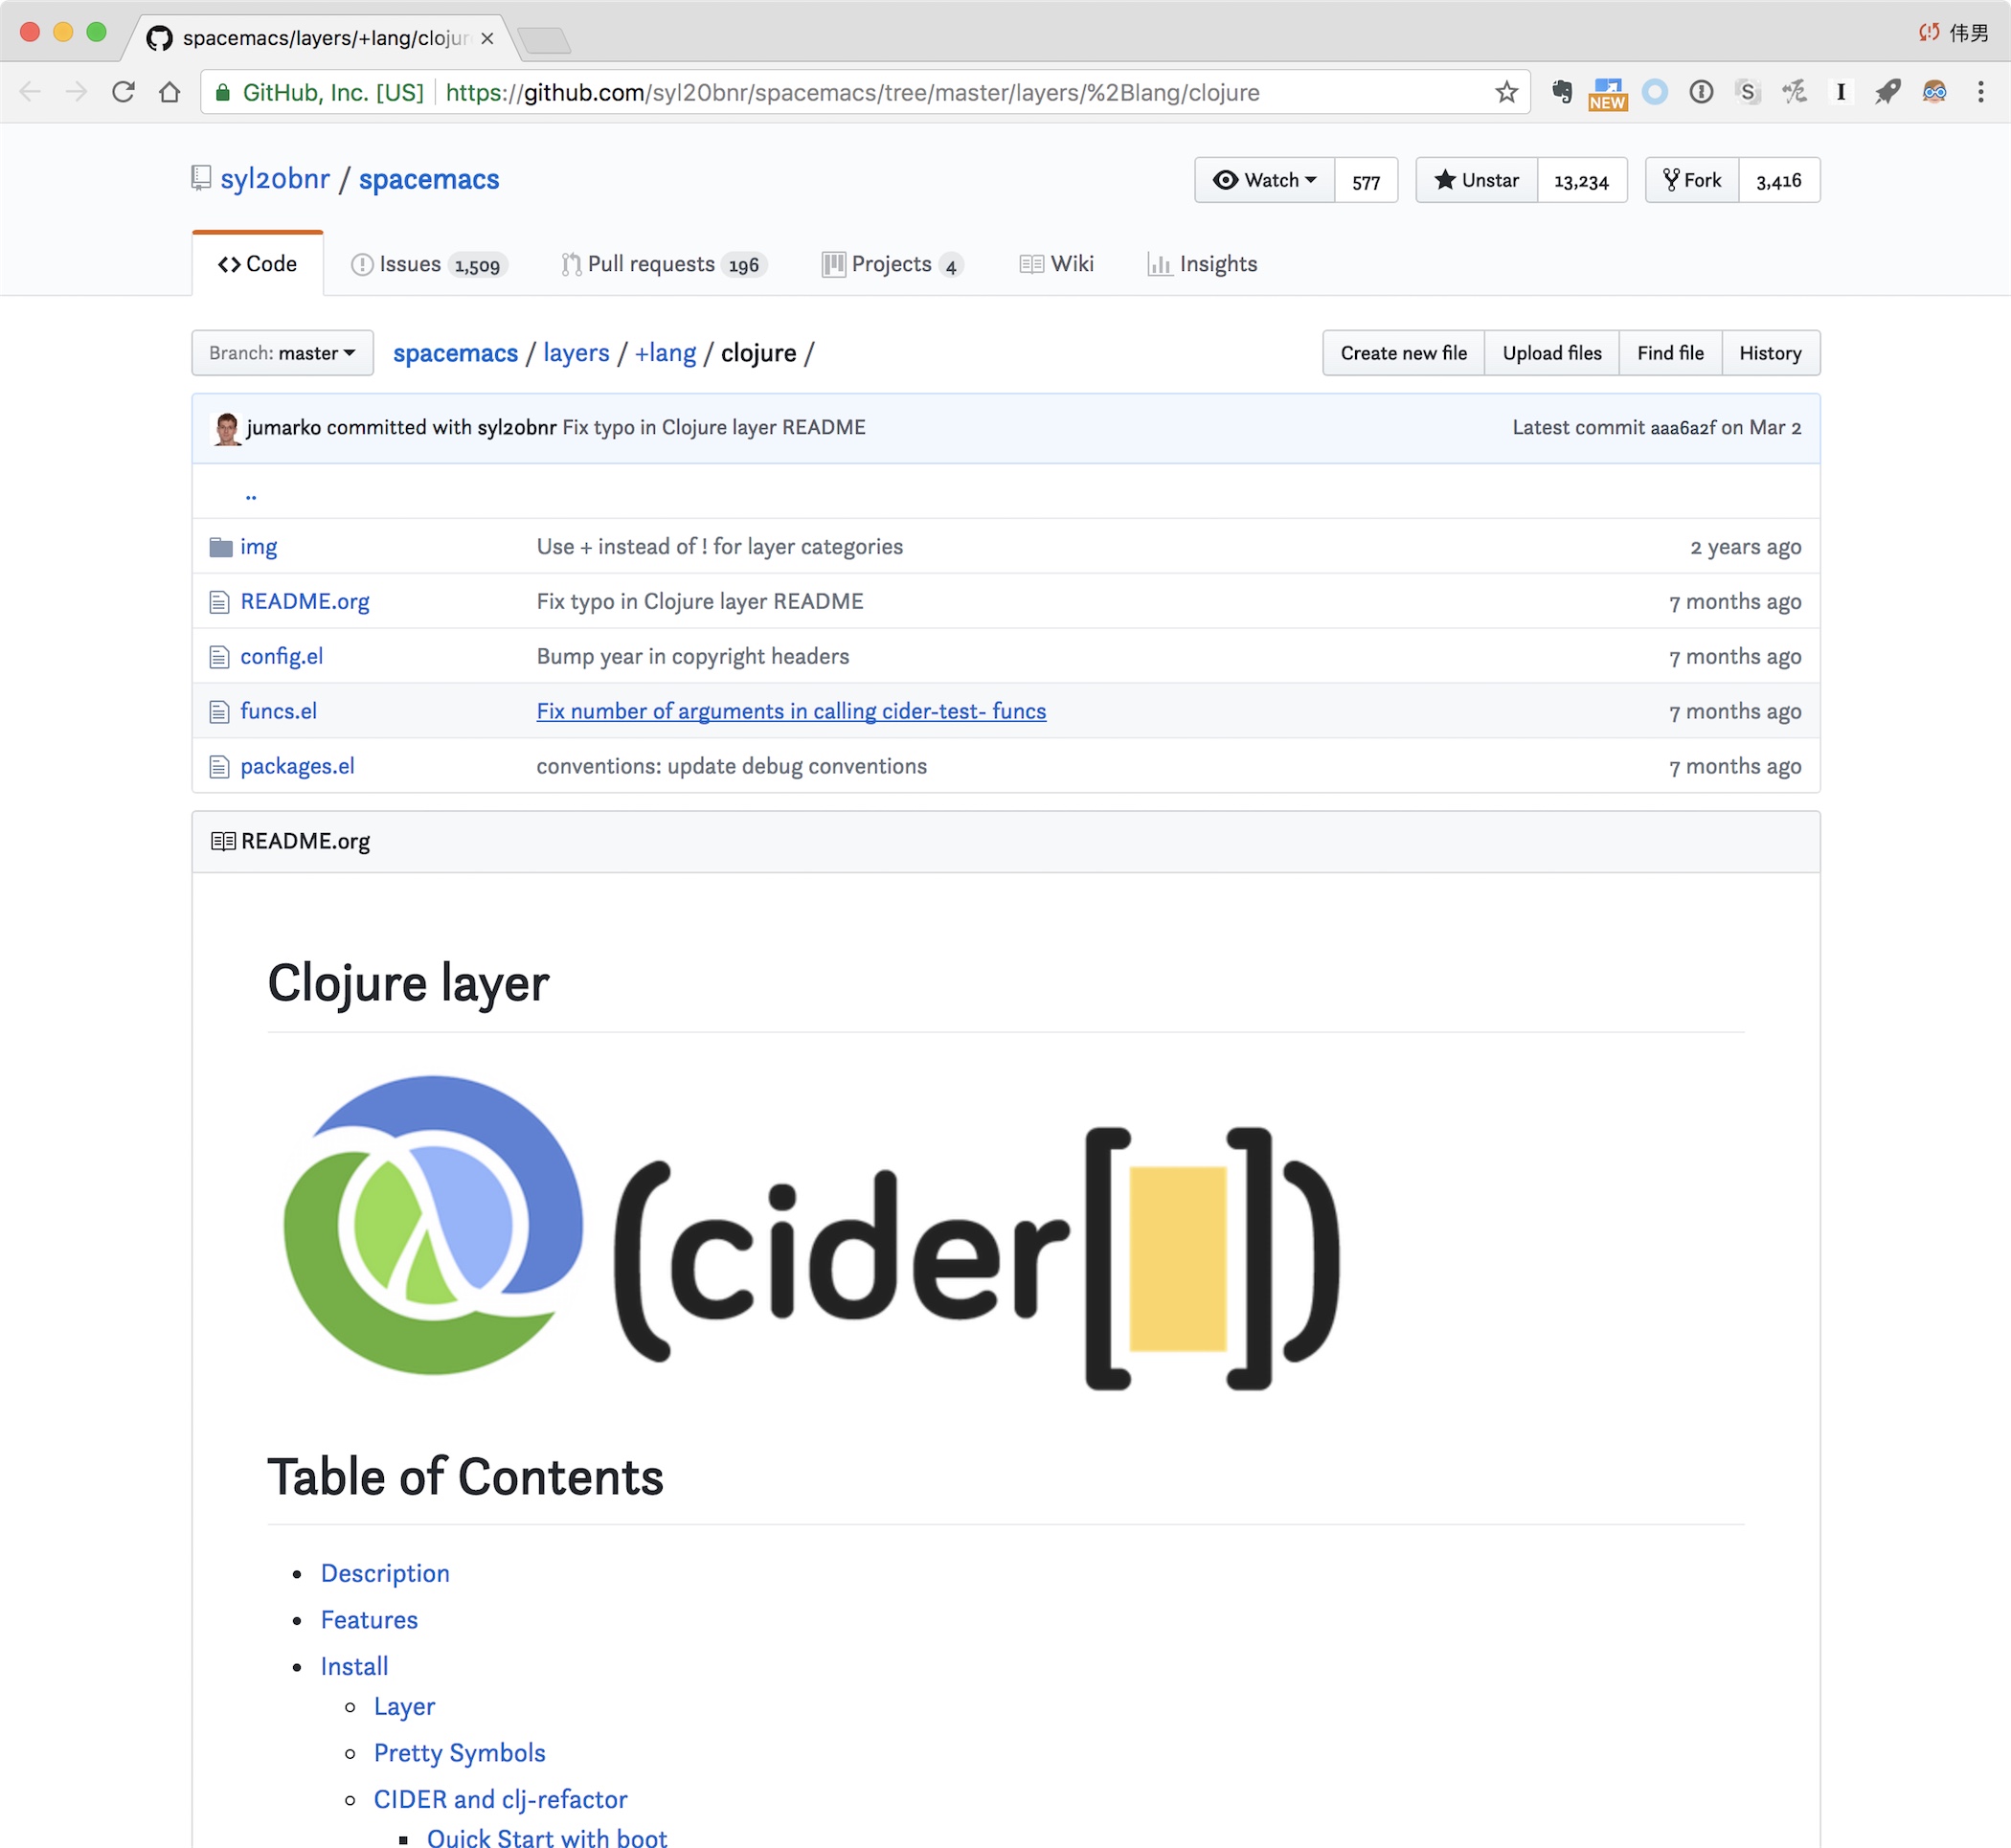 spacemacs/layers/+lang/clojur
伟男
GitHub, Inc. [US] https://github.com/syl20bnr/spacemacs/tree/master/layers/%2Blang/clojure
NEW
S
I
syl20bnr / spacemacs
Watch 577 Unstar 13,234 Fork 3,416
Code Issues 1,509 Pull requests 196 Projects 4 Wiki Insights
Branch: master spacemacs / layers / +lang / clojure / Create new file Upload files Find file History
jumarko committed with syl20bnr Fix typo in Clojure layer README Latest commit aaa6a2f on Mar 2
..
img Use + instead of ! for layer categories 2 years ago
README.org Fix typo in Clojure layer README 7 months ago
config.el Bump year in copyright headers 7 months ago
funcs.el Fix number of arguments in calling cider-test- funcs 7 months ago
packages.el conventions: update debug conventions 7 months ago
README.org
Clojure layer
(cider[ ])
Table of Contents
Description
Features
Install
Layer
Pretty Symbols
CIDER and clj-refactor
Quick Start with boot